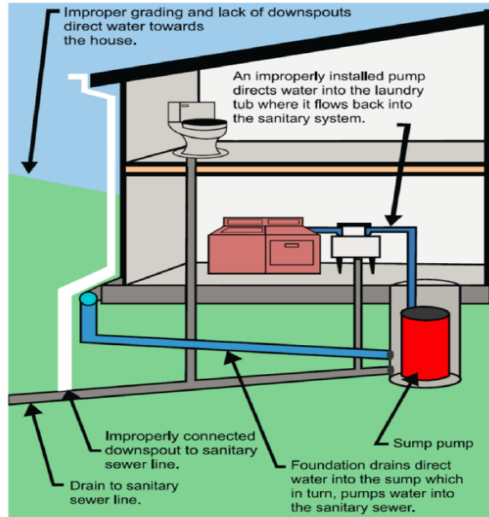 Improper grading and lack of downspouts
direct water towards
the house.
An improperly installed pump
directs water into the laundry
tub where it flows back into
the sanitary system.
Improperly connected
downspout to sanitary
sewer line.
Drain to sanitary
sewer line.
Sump pump
Foundation drains direct
water into the sump which
in turn, pumps water into
the sanitary sewer.